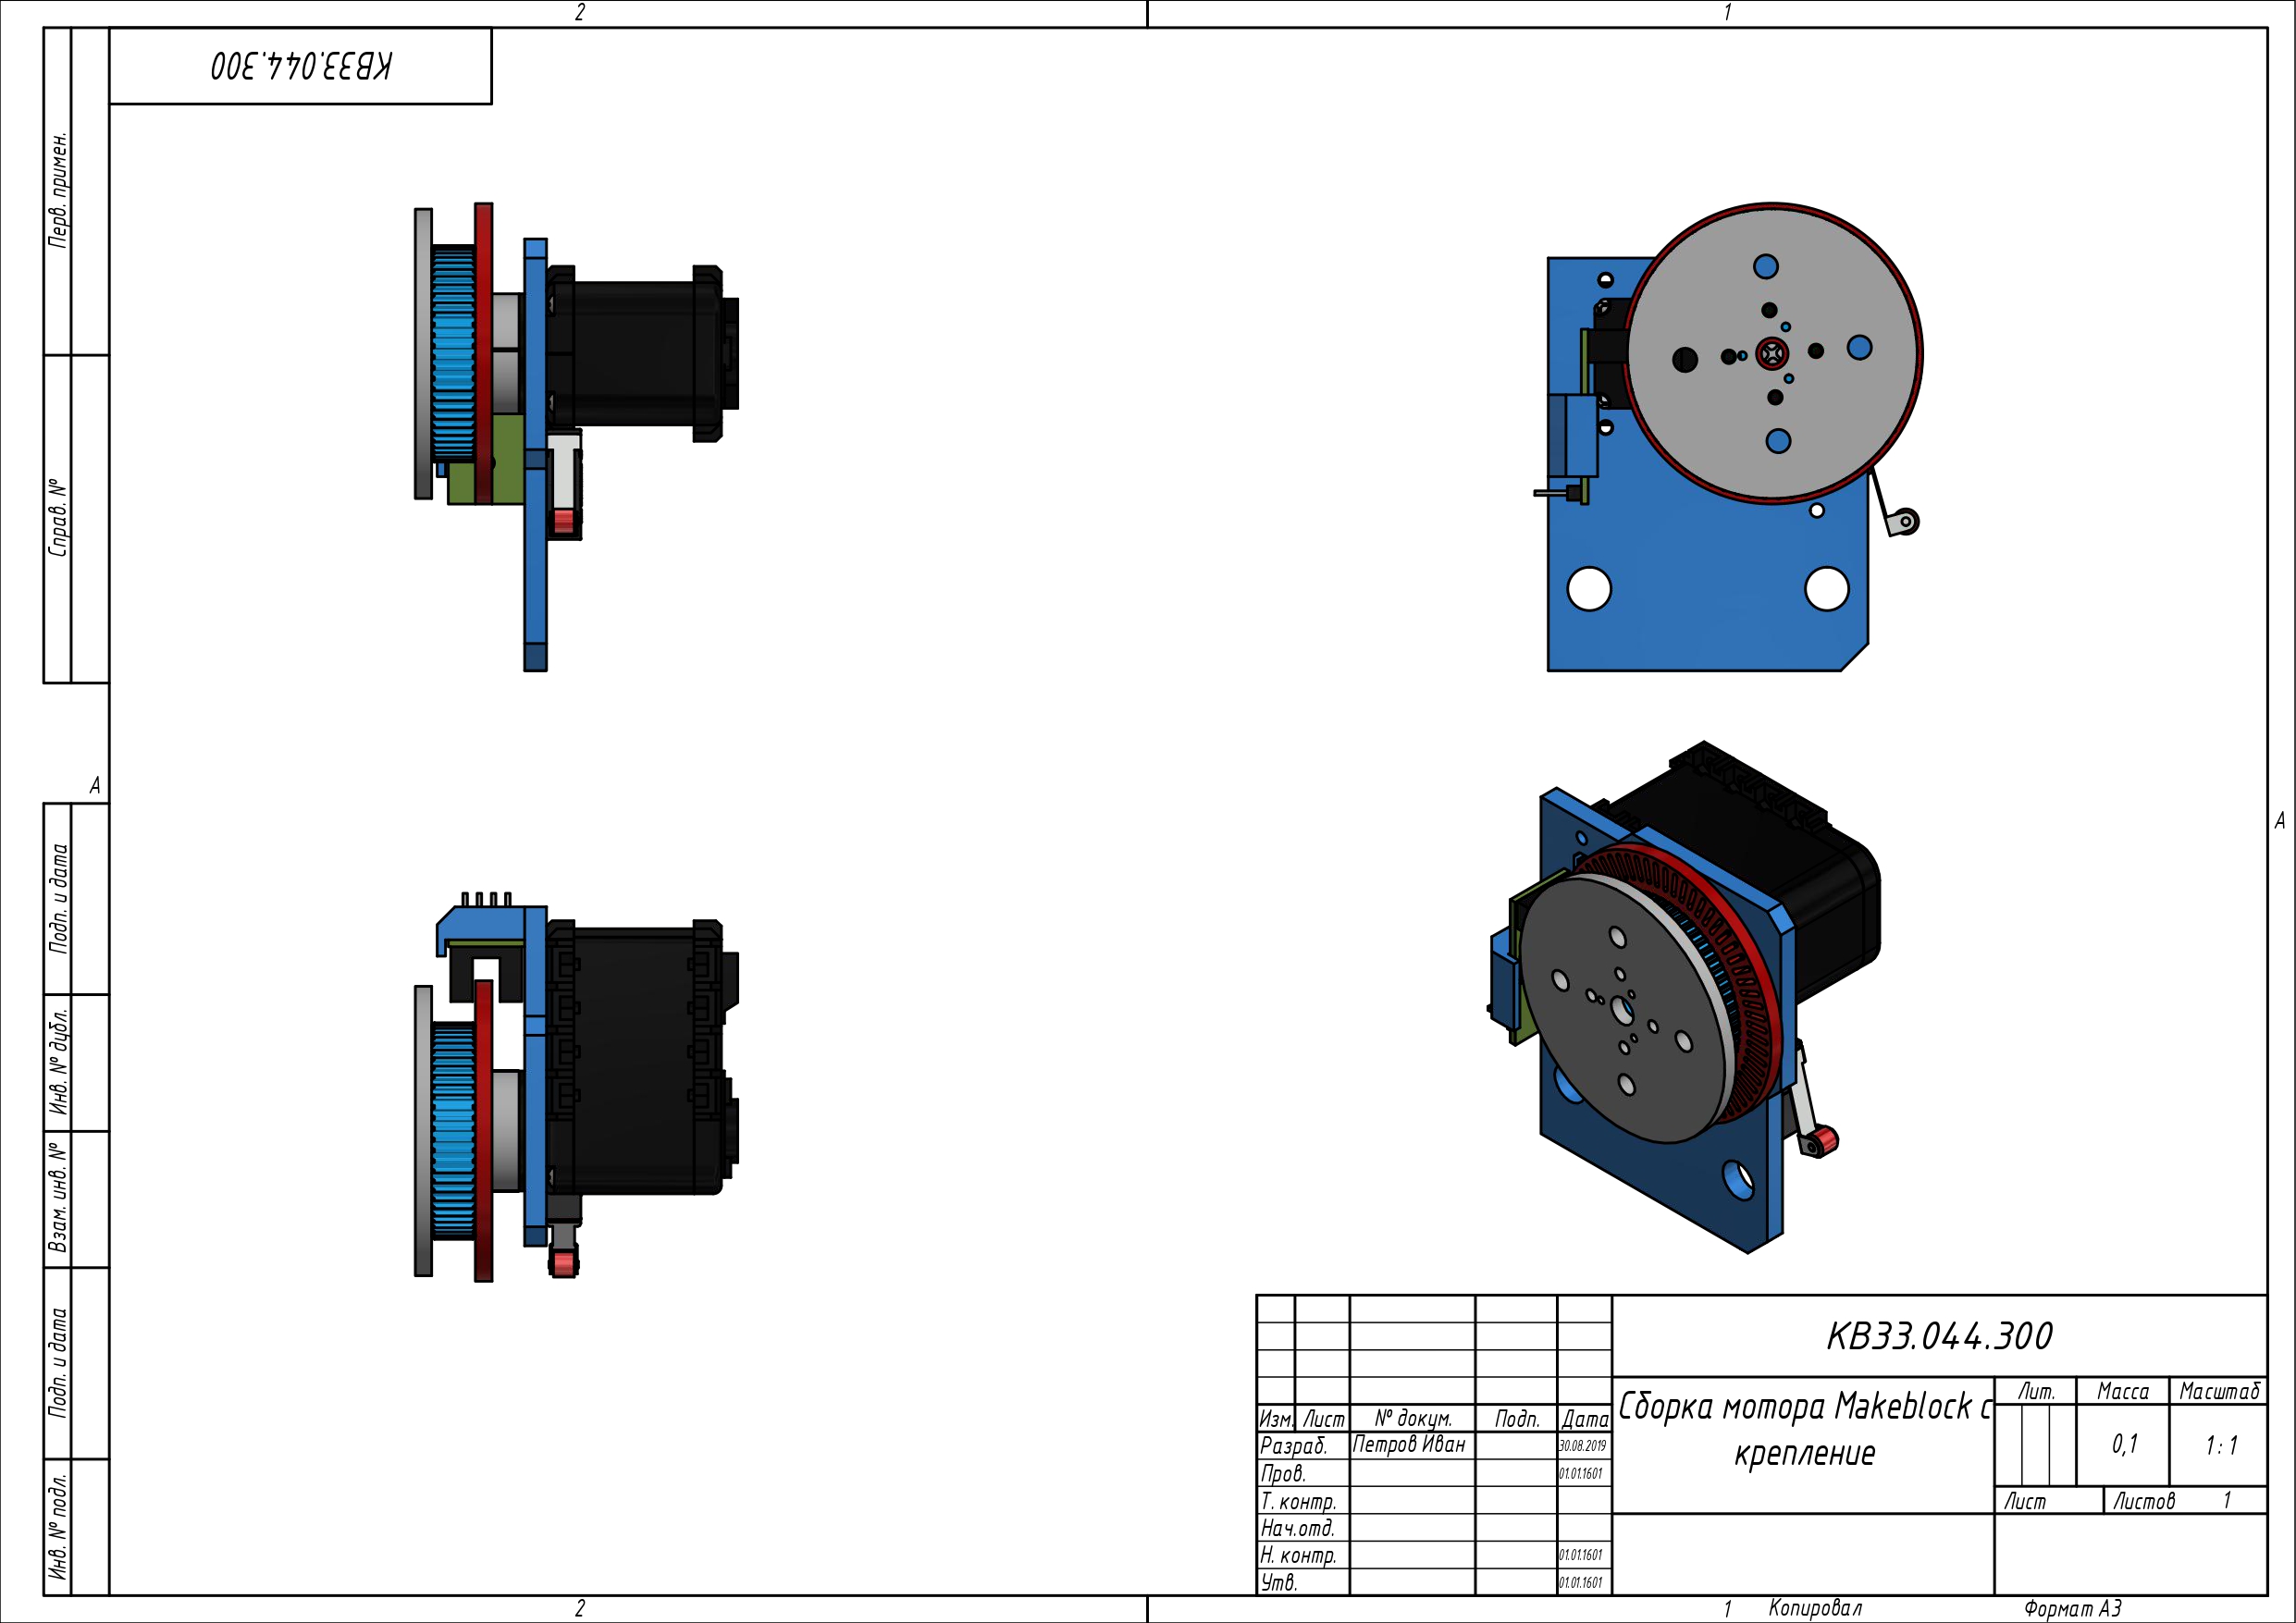 2
1
КВЗЗ.044.300
Перв. примен.
Справ. №
А
А
Подп. и дата
Инв. № дубл.
Взам. инв. №
Подп. и дата
Инв. № подл.
КВЗЗ.044.300
Сборка мотора Makeblock с
крепление
Лит. Масса Масштаб
0,1 1:1
Лист Листов 1
Изм. Лист № докум. Подп. Дата
Разраб. Петров Иван 30.08.2019
Пров. 01.01.1601
Т. контр.
Нач.отд.
Н. контр. 01.01.1601
Утв. 01.01.1601
2
1 Копировал Формат А3